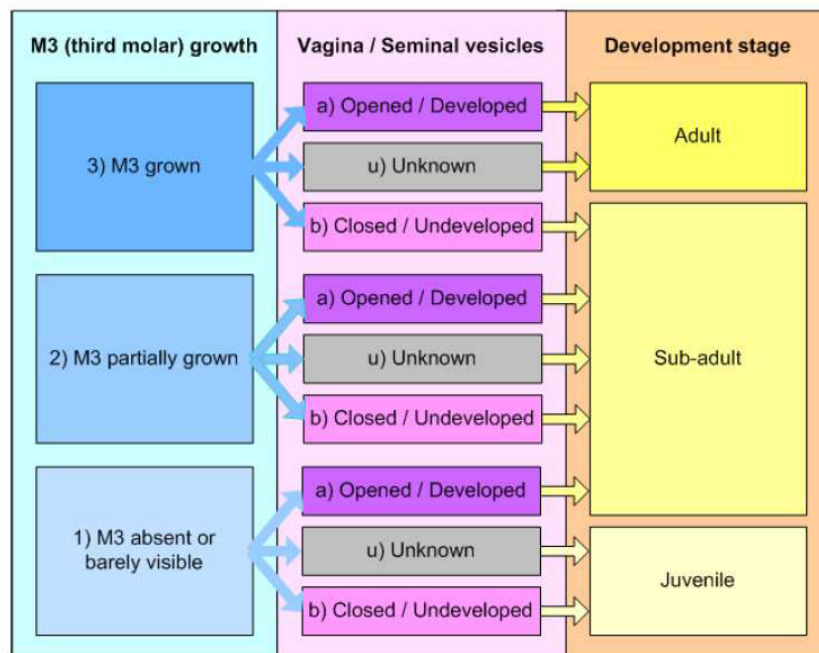 M3 (third molar) growth
Vagina / Seminal vesicles
Development stage
3) M3 grown
a) Opened / Developed
u) Unknown
b) Closed / Undeveloped
Adult
2) M3 partially grown
a) Opened / Developed
u) Unknown
b) Closed / Undeveloped
Sub-adult
1) M3 absent or
barely visible
a) Opened / Developed
u) Unknown
b) Closed / Undeveloped
Juvenile